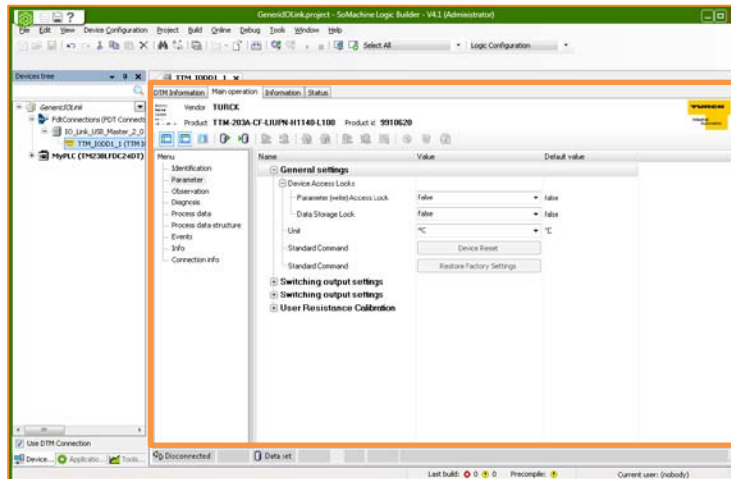 GenericIOLink.project - SoMachine Logic Builder - V4.1 (Administrator)
File Edit View Device Configuration Project Build Online Debug Tools Window Help
Select All Logic Configuration
Devices tree
TTM_IODD1_1
GenericIOLink
FdtConnections (FDT Connects
IO_Link_USB_Master_2_0
TTM_IODD1_1 (TTM
MyPLC (TM238LFDC24DT)
DTM Information Main operation Information Status
Vendor TURCK
Product TTM-203A-CF-LIUPN-H1140-L100 Product id 9910620
TURCK
Industrial
Automation
Menu
Identification
Parameter
Observation
Diagnosis
Process data
Process data structure
Events
Info
Connection info
Name Value Default value
General settings
Device Access Locks
Parameter (write) Access Lock false false
Data Storage Lock false false
Unit °C °C
Standard Command Device Reset
Standard Command Restore Factory Settings
Switching output settings
Switching output settings
User Resistance Calibration
Use DTM Connection
Device... Applicatio... Tools...
Disconnected Data set
Last build: 0 0 Precompile: Current user: (nobody)